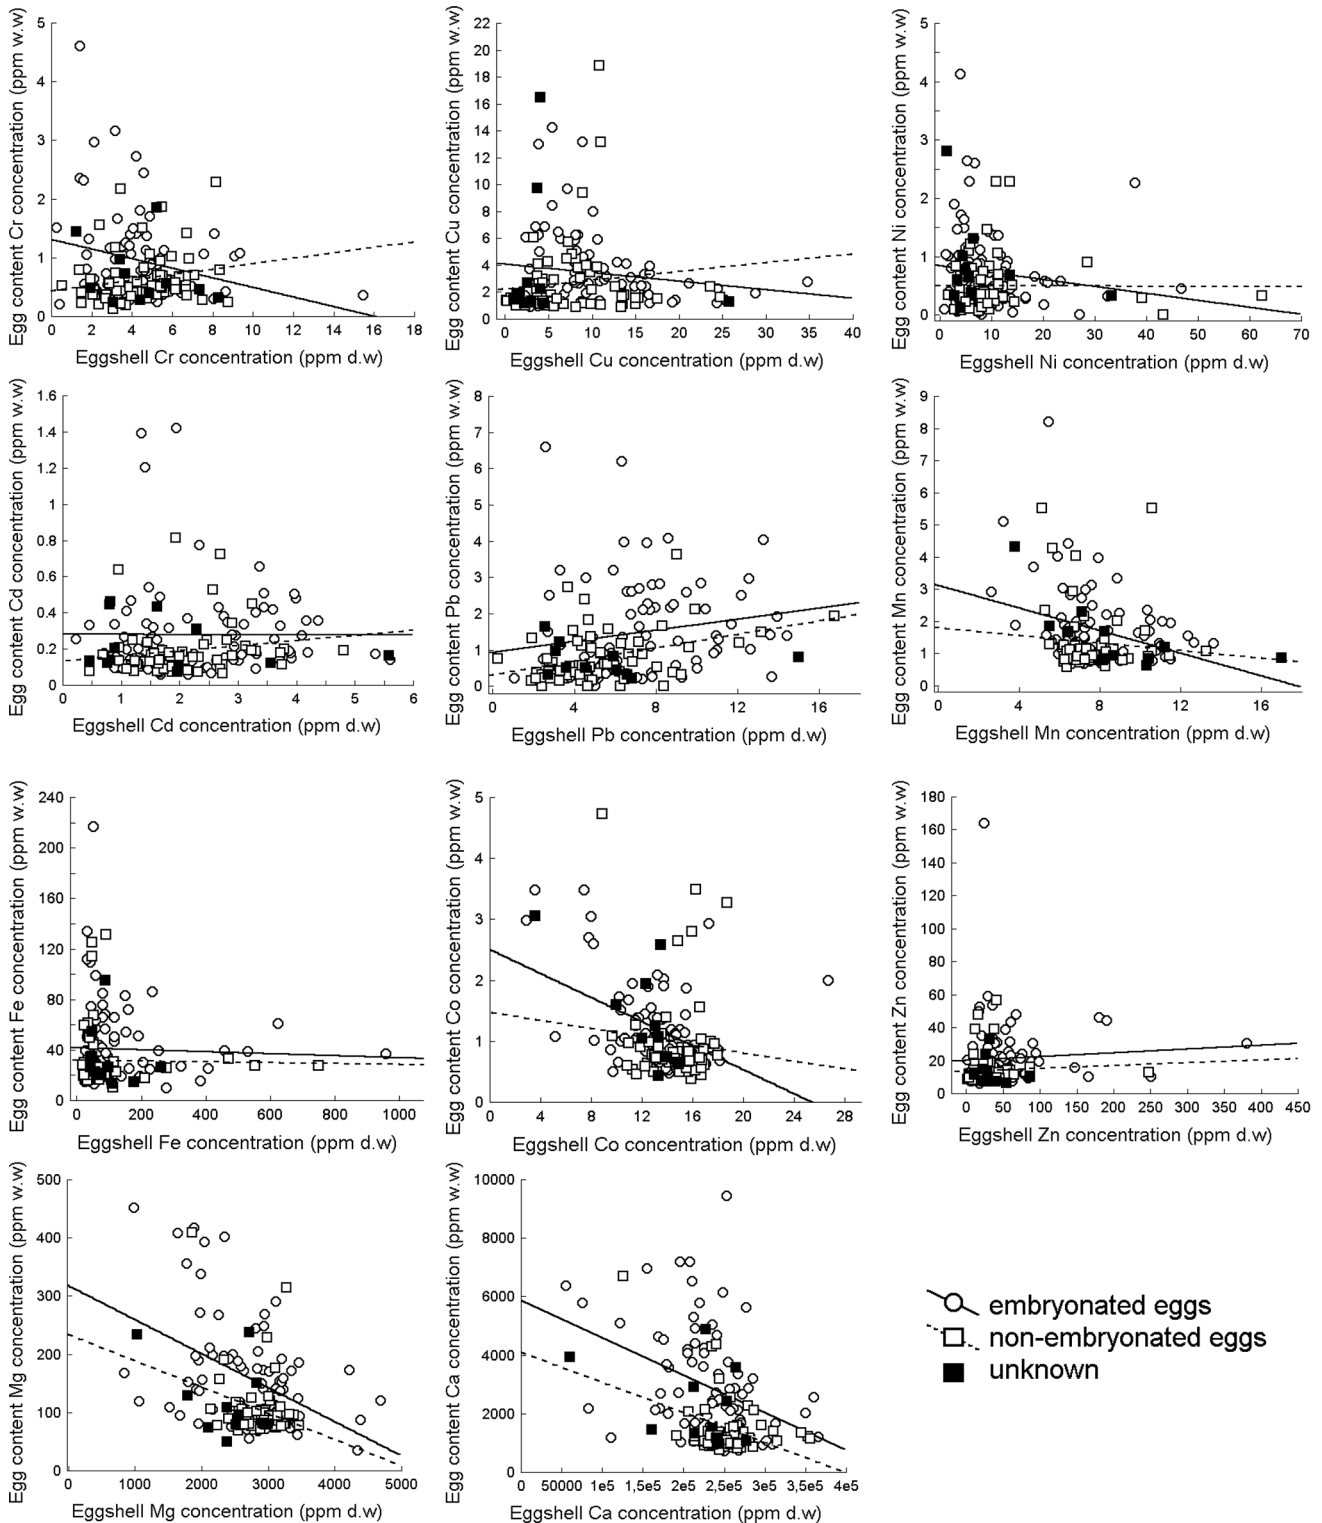 Egg content Cr concentration (ppm w.w)
5
4
3
2
1
0
0 2 4 6 8 10 12 14 16 18
Eggshell Cr concentration (ppm d.w)
Egg content Cu concentration (ppm w.w)
22
20
18
16
14
12
10
8
6
4
2
0
0 5 10 15 20 25 30 35 40
Eggshell Cu concentration (ppm d.w)
Egg content Ni concentration (ppm w.w)
5
4
3
2
1
0
0 10 20 30 40 50 60 70
Eggshell Ni concentration (ppm d.w)
Egg content Cd concentration (ppm w.w)
1.6
1.4
1.2
1
0.8
0.6
0.4
0.2
0
0 1 2 3 4 5 6
Eggshell Cd concentration (ppm d.w)
Egg content Pb concentration (ppm w.w)
8
7
6
5
4
3
2
1
0
0 4 8 12 16
Eggshell Pb concentration (ppm d.w)
Egg content Mn concentration (ppm w.w)
9
8
7
6
5
4
3
2
1
0
0 4 8 12 16
Eggshell Mn concentration (ppm d.w)
Egg content Fe concentration (ppm w.w)
240
200
160
120
80
40
0
0 200 400 600 800 1000
Eggshell Fe concentration (ppm d.w)
Egg content Co concentration (ppm w.w)
5
4
3
2
1
0
0 4 8 12 16 20 24 28
Eggshell Co concentration (ppm d.w)
Egg content Zn concentration (ppm w.w)
180
160
140
120
100
80
60
40
20
0
0 50 100 150 200 250 300 350 400 450
Eggshell Zn concentration (ppm d.w)
Egg content Mg concentration (ppm w.w)
500
400
300
200
100
0
0 1000 2000 3000 4000 5000
Eggshell Mg concentration (ppm d.w)
Egg content Ca concentration (ppm w.w)
10000
8000
6000
4000
2000
0
0 50000 1e5 1,5e5 2e5 2,5e5 3e5 3,5e5 4e5
Eggshell Ca concentration (ppm d.w)
embryonated eggs
non-embryonated eggs
unknown